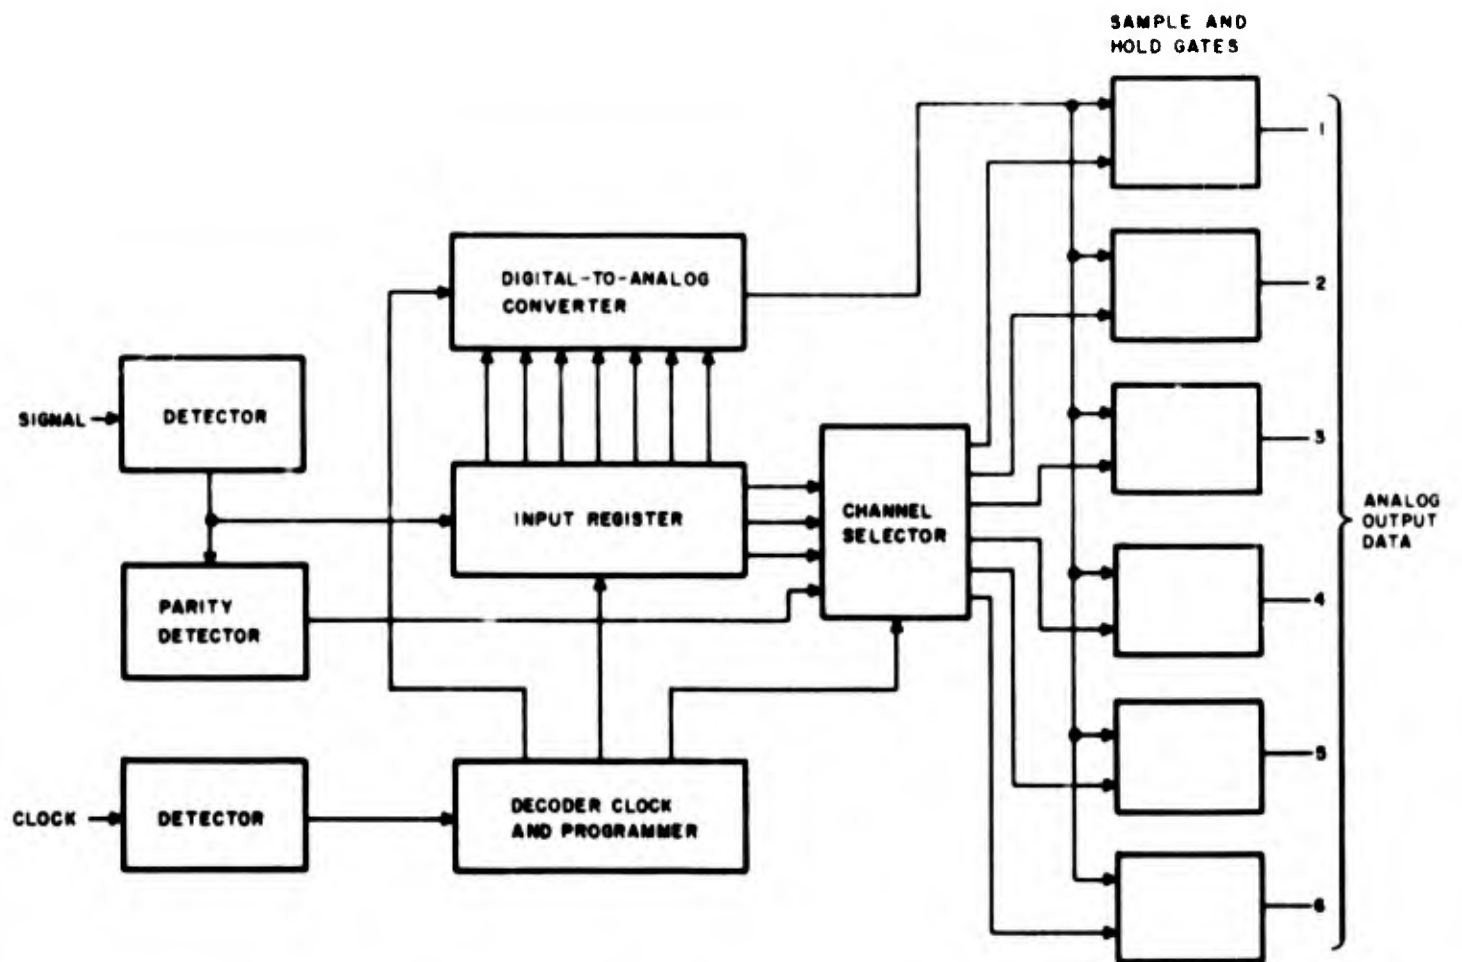 SAMPLE AND
HOLD GATES
1
DIGITAL-TO-ANALOG
CONVERTER
2
SIGNAL
DETECTOR
3
INPUT REGISTER
CHANNEL
SELECTOR
ANALOG
OUTPUT
DATA
PARITY
DETECTOR
4
CLOCK
DETECTOR
DECODER CLOCK
AND PROGRAMMER
5
6